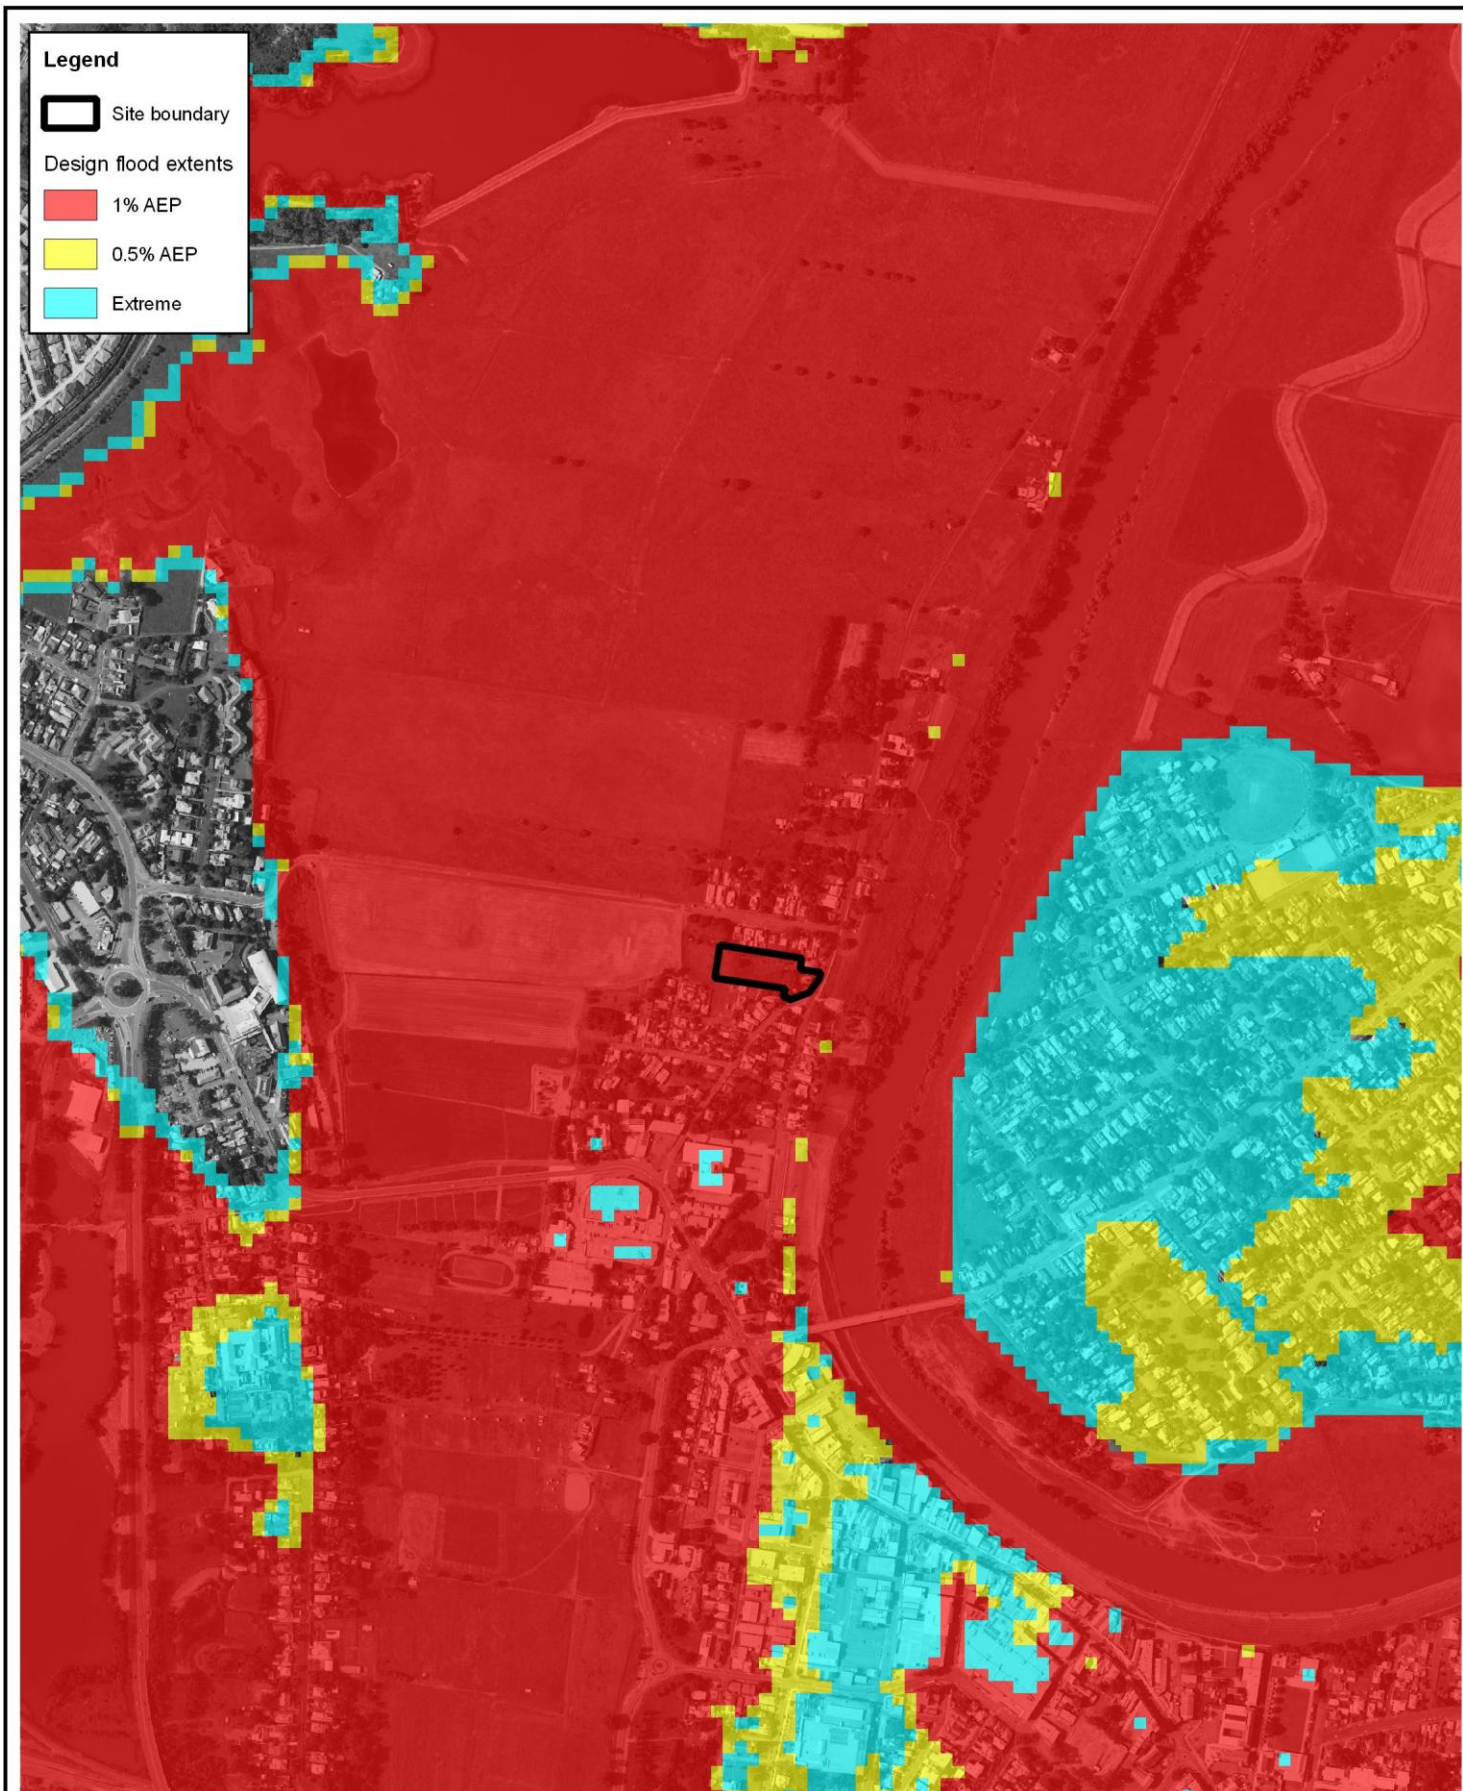 Legend
Site boundary
Design flood extents
1% AEP
0.5% AEP
Extreme